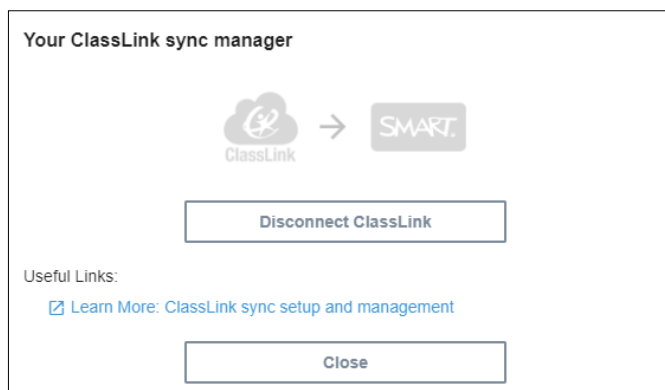 Your ClassLink sync manager
ClassLink
SMART.
Disconnect ClassLink
Useful Links:
Learn More: ClassLink sync setup and management
Close